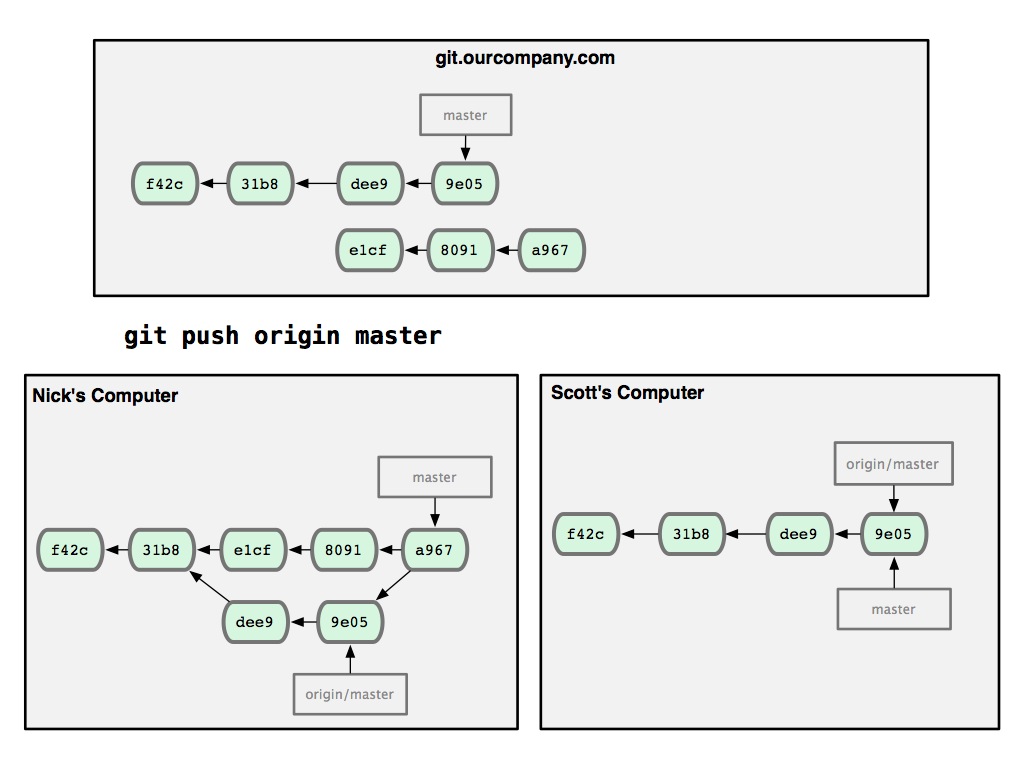 git.ourcompany.com
master
f42c 31b8 dee9 9e05
e1cf 8091 a967
git push origin master
Nick's Computer
master
f42c 31b8 e1cf 8091 a967
dee9 9e05
origin/master
Scott's Computer
origin/master
f42c 31b8 dee9 9e05
master